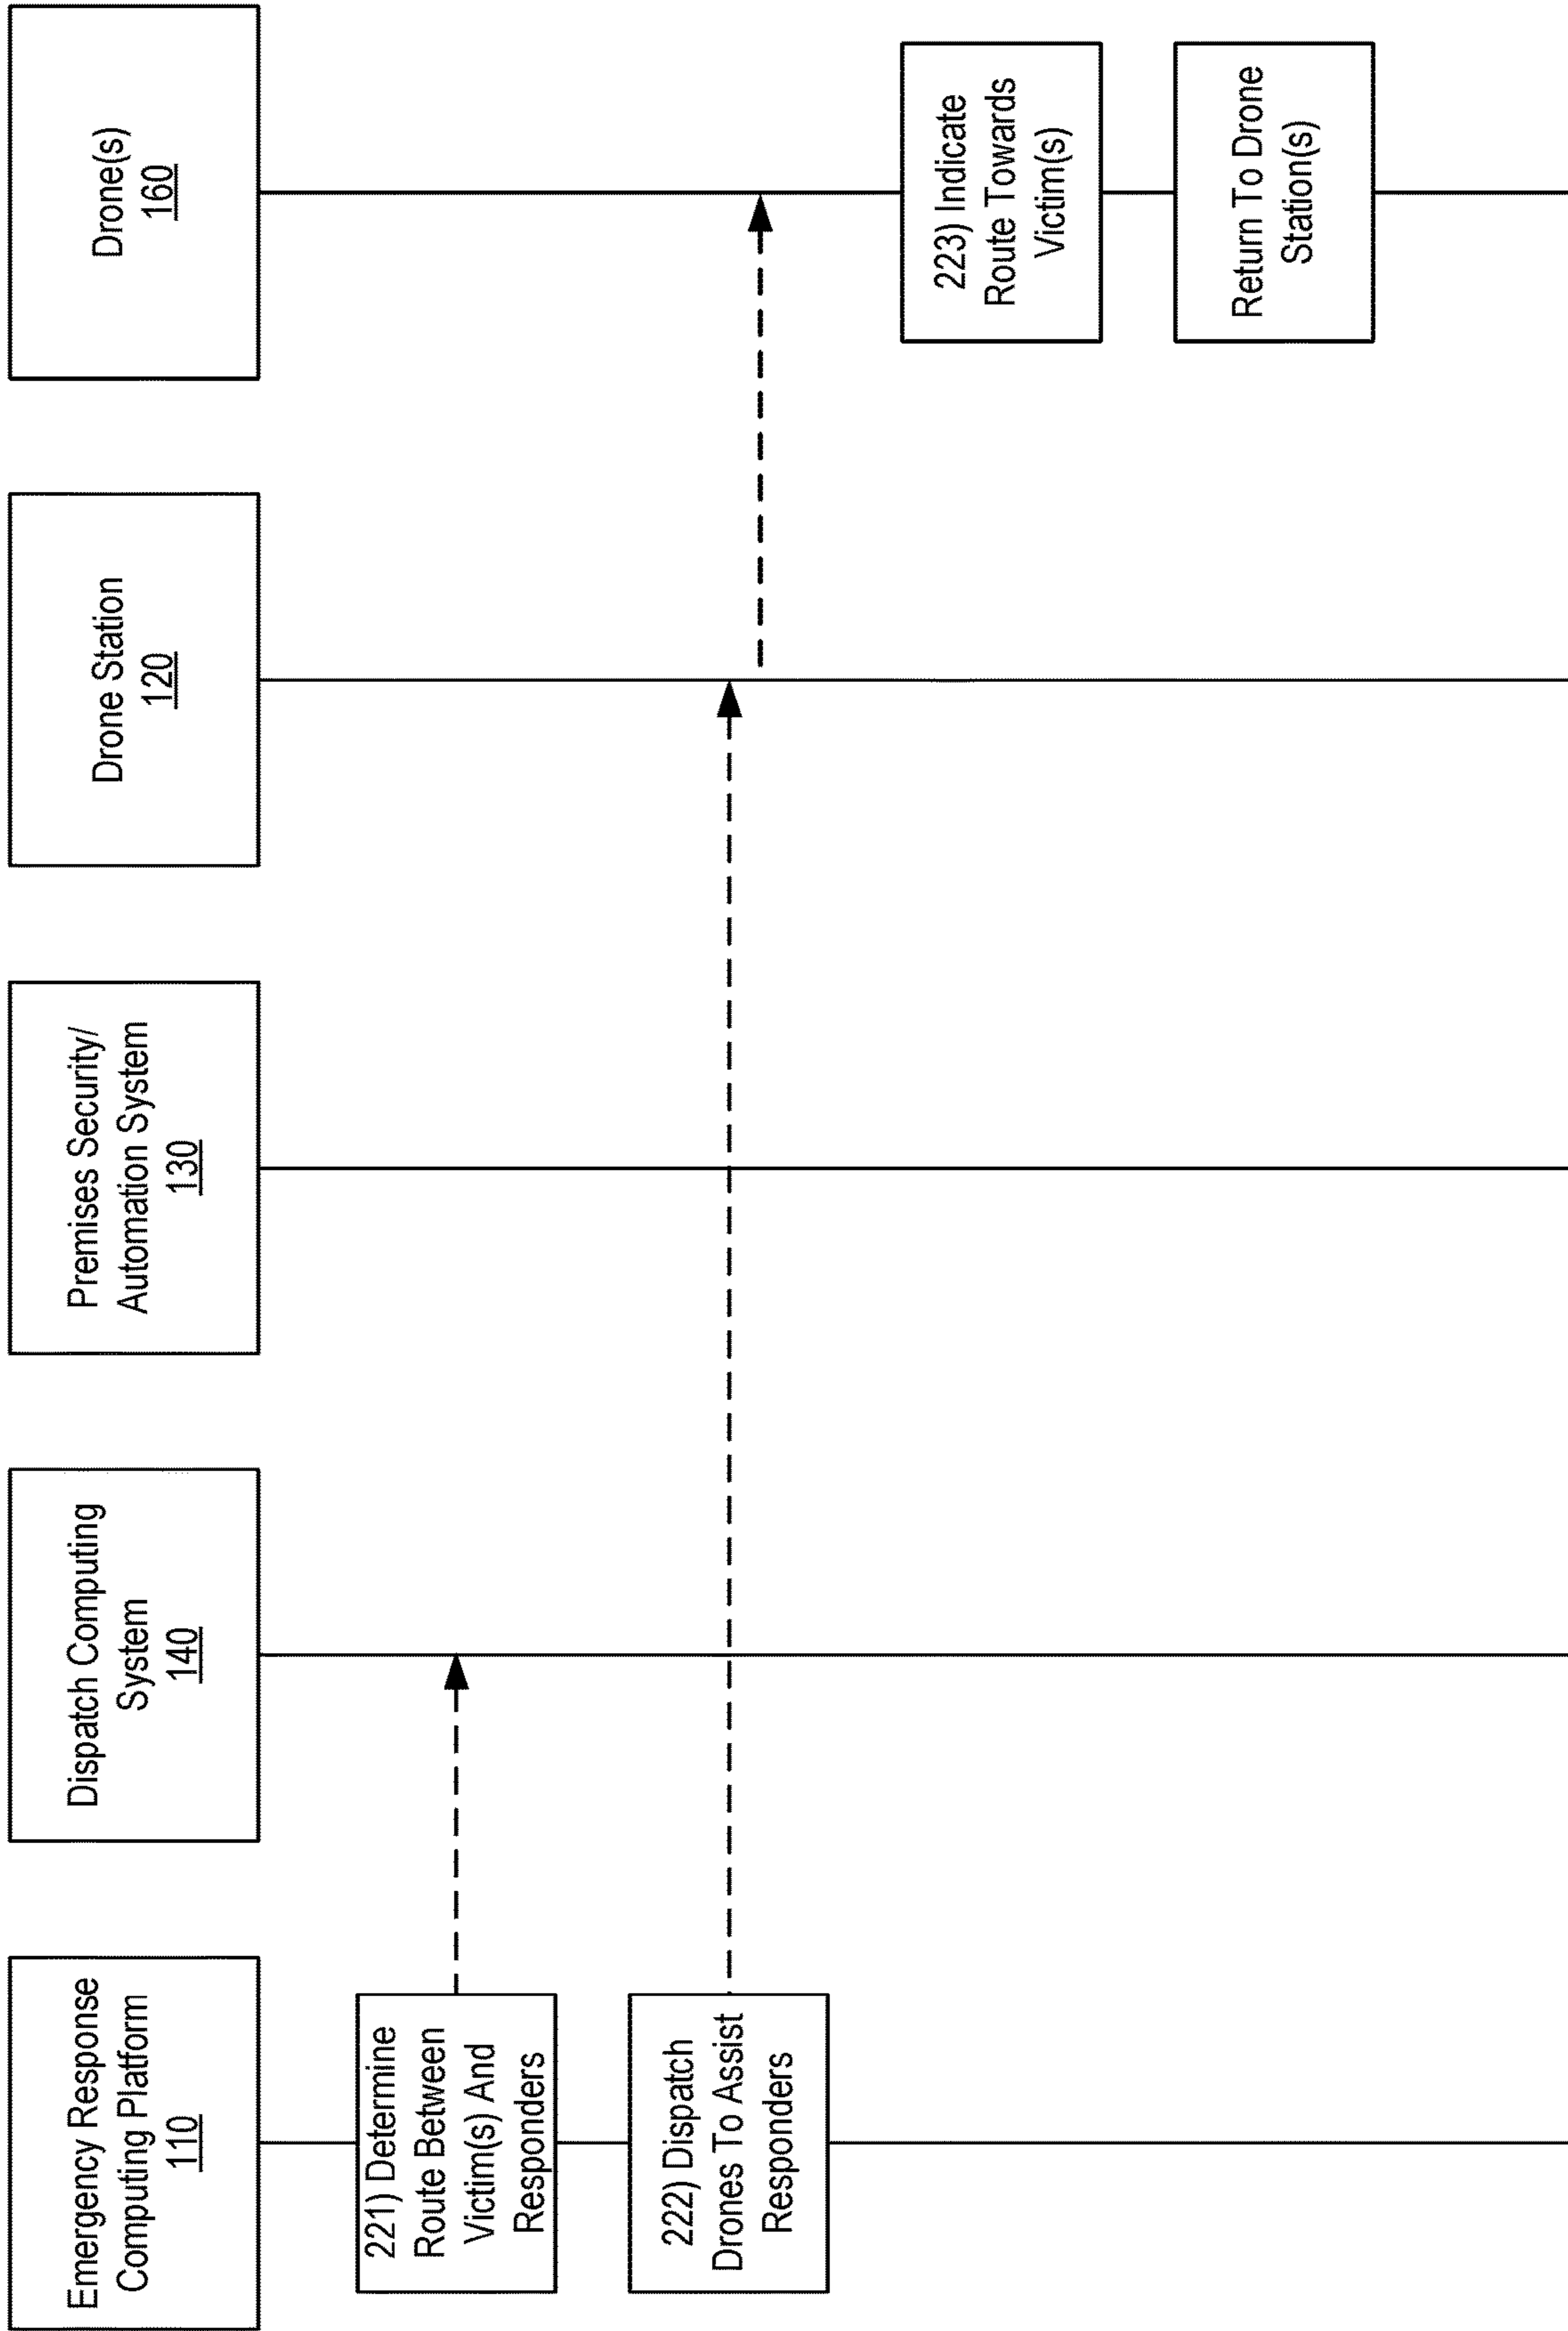 Emergency Response
Computing Platform
110
Dispatch Computing
System
140
Premises Security/
Automation System
130
Drone Station
120
Drone(s)
160
221) Determine
Route Between
Victim(s) And
Responders
222) Dispatch
Drones To Assist
Responders
223) Indicate
Route Towards
Victim(s)
Return To Drone
Station(s)